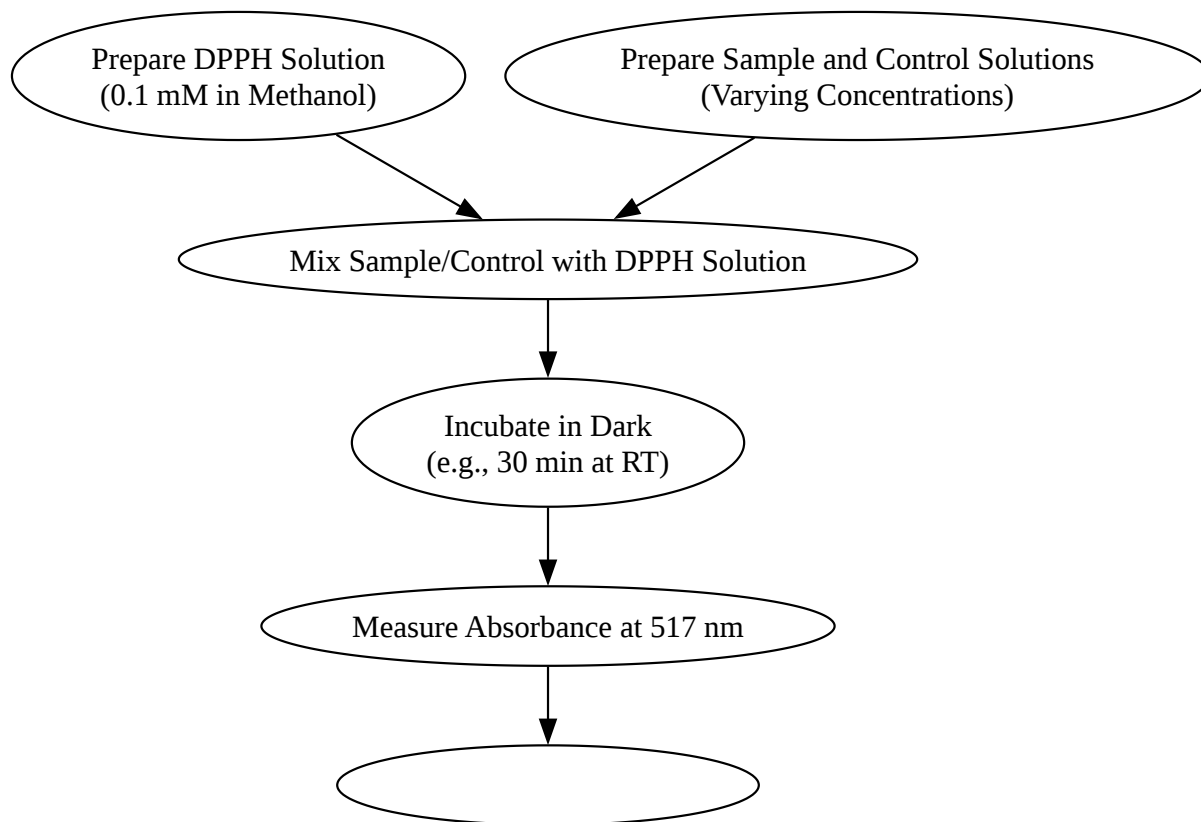 Prepare DPPH Solution
(0.1 mM in Methanol)
Prepare Sample and Control Solutions
(Varying Concentrations)
Mix Sample/Control with DPPH Solution
Incubate in Dark
(e.g., 30 min at RT)
Measure Absorbance at 517 nm